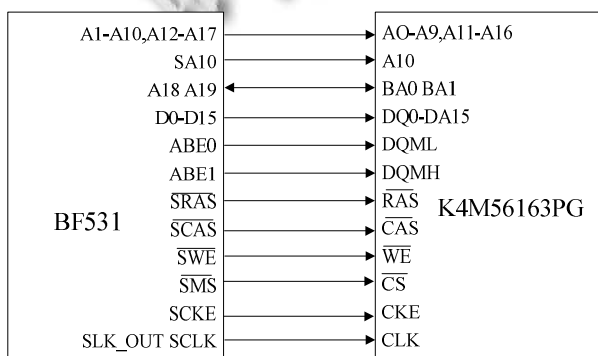 A1-A10,A12-A17 AO-A9,A11-A16
SA10 A10
A18 A19 BA0 BA1
D0-D15 DQ0-DA15
ABE0 DQML
ABE1 DQMH
SRAS RAS
BF531 K4M56163PG
SCAS CAS
SWE WE
SMS CS
SCKE CKE
SLK_OUT SCLK CLK